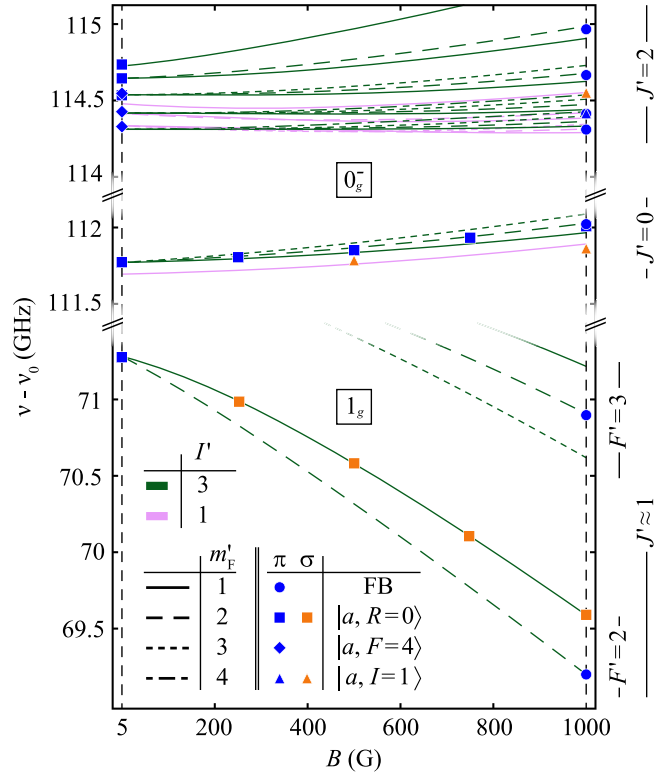 115
114.5
114
112
111.5
71
70.5
70
69.5
ν - ν₀ (GHz)
0g⁻
1g
I'
3
1
m'F
1
2
3
4
π σ
FB
|a, R=0⟩
|a, F=4⟩
|a, I=1⟩
5 200 400 600 800 1000
B (G)
J'=2
J'=0
F'=3
F'=2
J'≈1